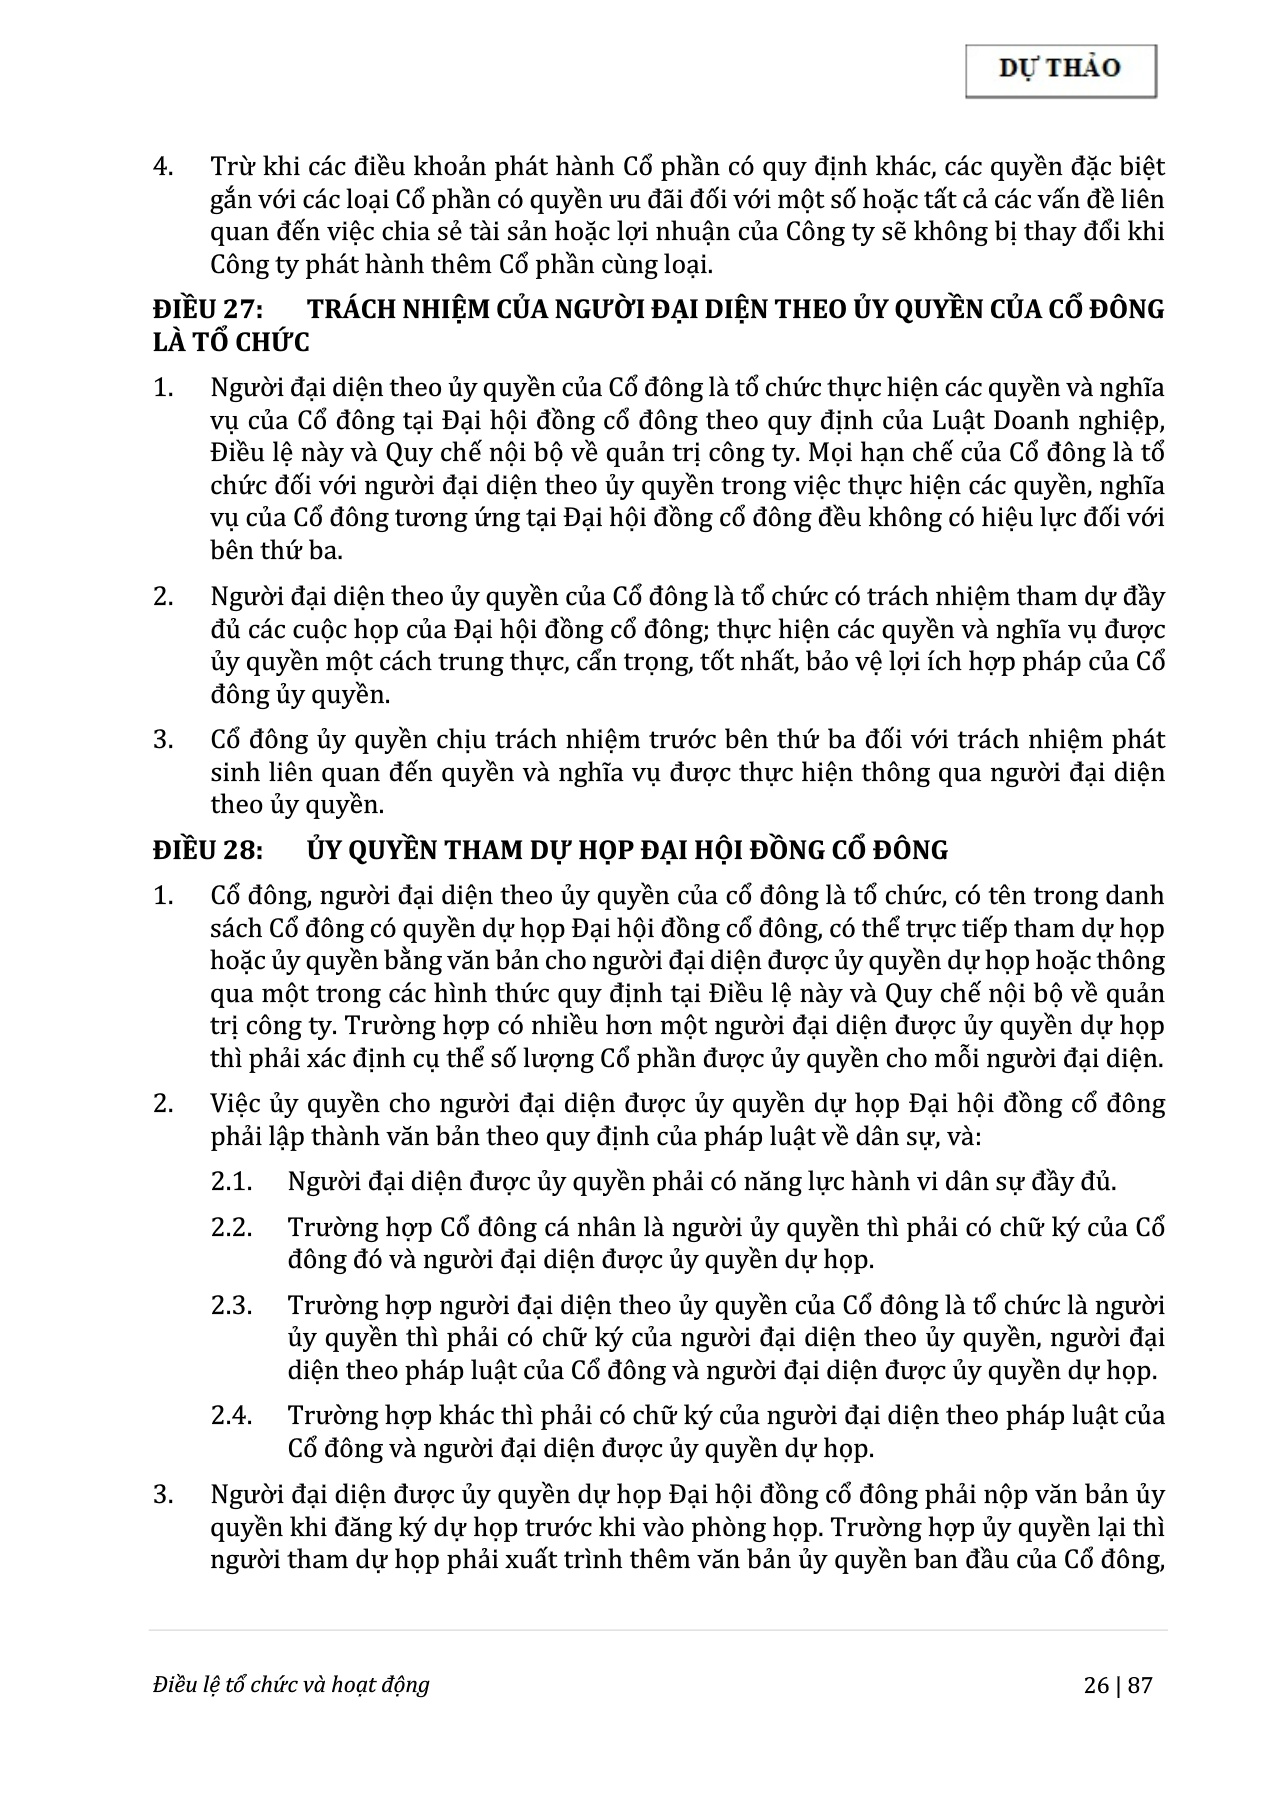 DỰ THẢO
4. Trừ khi các điều khoản phát hành Cổ phần có quy định khác, các quyền đặc biệt
gắn với các loại Cổ phần có quyền ưu đãi đối với một số hoặc tất cả các vấn đề liên
quan đến việc chia sẻ tài sản hoặc lợi nhuận của Công ty sẽ không bị thay đổi khi
Công ty phát hành thêm Cổ phần cùng loại.
ĐIỀU 27: TRÁCH NHIỆM CỦA NGƯỜI ĐẠI DIỆN THEO ỦY QUYỀN CỦA CỔ ĐÔNG
LÀ TỔ CHỨC
1. Người đại diện theo ủy quyền của Cổ đông là tổ chức thực hiện các quyền và nghĩa
vụ của Cổ đông tại Đại hội đồng cổ đông theo quy định của Luật Doanh nghiệp,
Điều lệ này và Quy chế nội bộ về quản trị công ty. Mọi hạn chế của Cổ đông là tổ
chức đối với người đại diện theo ủy quyền trong việc thực hiện các quyền, nghĩa
vụ của Cổ đông tương ứng tại Đại hội đồng cổ đông đều không có hiệu lực đối với
bên thứ ba.
2. Người đại diện theo ủy quyền của Cổ đông là tổ chức có trách nhiệm tham dự đầy
đủ các cuộc họp của Đại hội đồng cổ đông; thực hiện các quyền và nghĩa vụ được
ủy quyền một cách trung thực, cẩn trọng, tốt nhất, bảo vệ lợi ích hợp pháp của Cổ
đông ủy quyền.
3. Cổ đông ủy quyền chịu trách nhiệm trước bên thứ ba đối với trách nhiệm phát
sinh liên quan đến quyền và nghĩa vụ được thực hiện thông qua người đại diện
theo ủy quyền.
ĐIỀU 28: ỦY QUYỀN THAM DỰ HỌP ĐẠI HỘI ĐỒNG CỔ ĐÔNG
1. Cổ đông, người đại diện theo ủy quyền của cổ đông là tổ chức, có tên trong danh
sách Cổ đông có quyền dự họp Đại hội đồng cổ đông, có thể trực tiếp tham dự họp
hoặc ủy quyền bằng văn bản cho người đại diện được ủy quyền dự họp hoặc thông
qua một trong các hình thức quy định tại Điều lệ này và Quy chế nội bộ về quản
trị công ty. Trường hợp có nhiều hơn một người đại diện được ủy quyền dự họp
thì phải xác định cụ thể số lượng Cổ phần được ủy quyền cho mỗi người đại diện.
2. Việc ủy quyền cho người đại diện được ủy quyền dự họp Đại hội đồng cổ đông
phải lập thành văn bản theo quy định của pháp luật về dân sự, và:
2.1. Người đại diện được ủy quyền phải có năng lực hành vi dân sự đầy đủ.
2.2. Trường hợp Cổ đông cá nhân là người ủy quyền thì phải có chữ ký của Cổ
đông đó và người đại diện được ủy quyền dự họp.
2.3. Trường hợp người đại diện theo ủy quyền của Cổ đông là tổ chức là người
ủy quyền thì phải có chữ ký của người đại diện theo ủy quyền, người đại
diện theo pháp luật của Cổ đông và người đại diện được ủy quyền dự họp.
2.4. Trường hợp khác thì phải có chữ ký của người đại diện theo pháp luật của
Cổ đông và người đại diện được ủy quyền dự họp.
3. Người đại diện được ủy quyền dự họp Đại hội đồng cổ đông phải nộp văn bản ủy
quyền khi đăng ký dự họp trước khi vào phòng họp. Trường hợp ủy quyền lại thì
người tham dự họp phải xuất trình thêm văn bản ủy quyền ban đầu của Cổ đông,
Điều lệ tổ chức và hoạt động 26 | 87